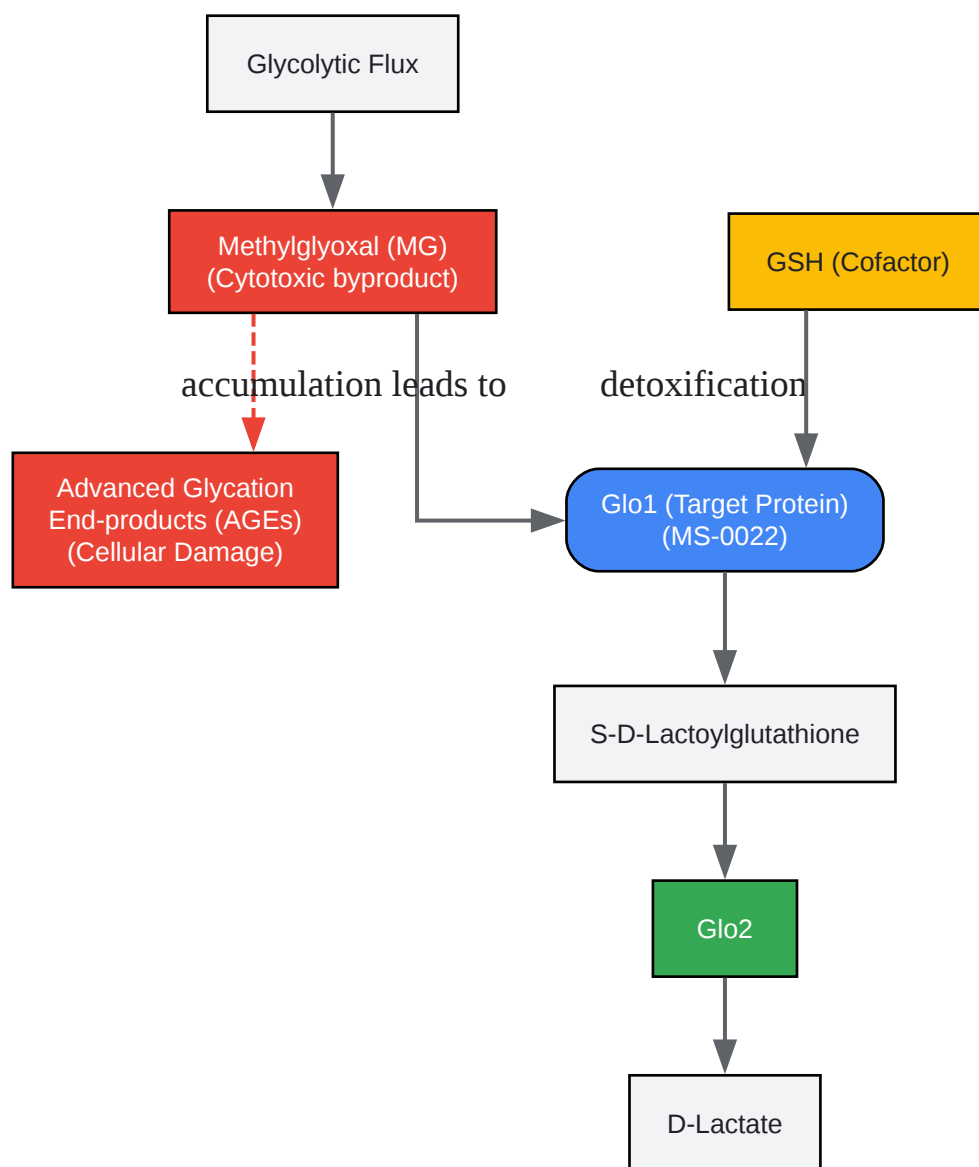 Glycolytic Flux
Methylglyoxal (MG)
(Cytotoxic byproduct)
GSH (Cofactor)
accumulation leads to
detoxification
Advanced Glycation
End-products (AGEs)
(Cellular Damage)
Glo1 (Target Protein)
(MS-0022)
S-D-Lactoylglutathione
Glo2
D-Lactate